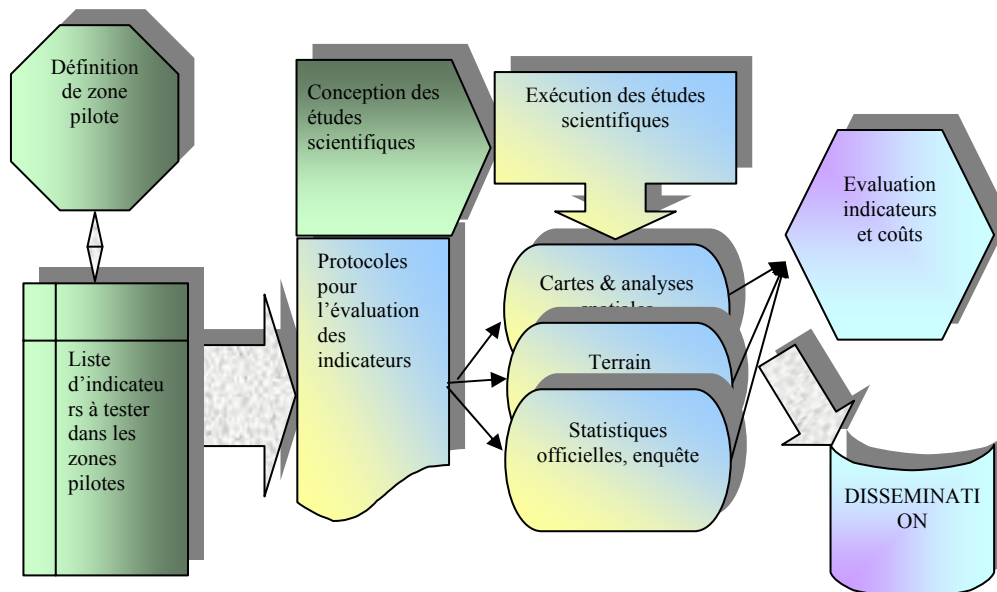 Définition
de zone
pilote
Liste
d'indicateu
rs à tester
dans les
zones
pilotes
Conception des
études
scientifiques
Protocoles
pour
l'évaluation
des
indicateurs
Exécution des études
scientifiques
Cartes & analyses
Terrain
Statistiques
officielles, enquête
Evaluation
indicateurs
et coûts
DISSEMINATI
ON